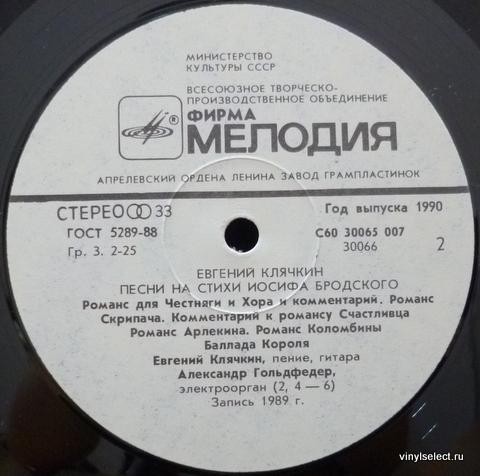 МИНИСТЕРСТВО
КУЛЬТУРЫ СССР
ВСЕСОЮЗНОЕ ТВОРЧЕСКО-
ПРОИЗВОДСТВЕННОЕ ОБЪЕДИНЕНИЕ
® ФИРМА
МЕЛОДИЯ
АПРЕЛЕВСКИЙ ОРДЕНА ЛЕНИНА ЗАВОД ГРАМПЛАСТИНОК
СТЕРЕО 33 Год выпуска 1990
ГОСТ 5289-88 С60 30065 007
Гр. 3. 2-25 30066 2
ЕВГЕНИЙ КЛЯЧКИН
ПЕСНИ НА СТИХИ ИОСИФА БРОДСКОГО
Романс для Честняги и Хора и комментарий. Романс
Скрипача. Комментарий к романсу Счастливца
Романс Арлекина. Романс Коломбины
Баллада Короля
Евгений Клячкин, пение, гитара
Александр Гольдфедер,
электроорган (2, 4 — 6)
Запись 1989 г.
vinylselect.ru